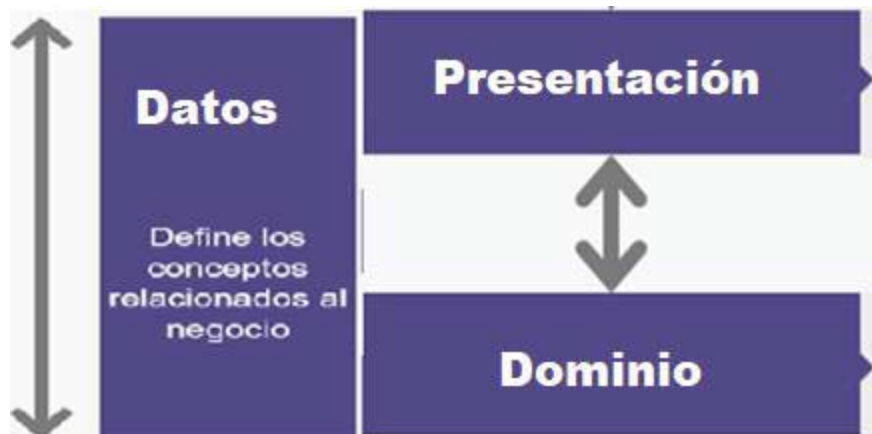 Datos
Define los
conceptos
relacionados al
negocio
Presentación
Dominio